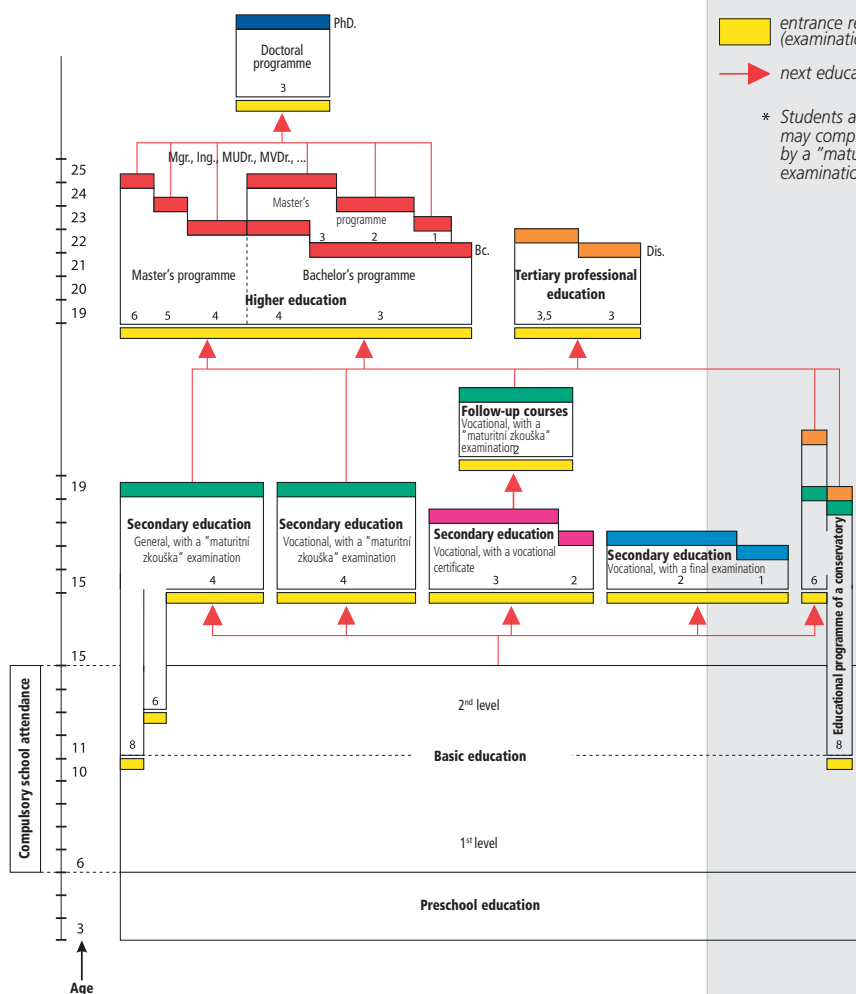 PhD.
Doctoral
programme
3
entrance
(examinatio
next educa
* Students a
may comp
by a "matu
examination
Mgr., Ing., MUDr., MVDr., ...
25
24
23
22
21
20
19
Master's
programme
3 2 1
Bc.
Master's programme
Bachelor's programme
Higher education
6 5 4 4 3
Dis.
Tertiary professional
education
3,5 3
Follow-up courses
Vocational, with a
"maturitní zkouška"
examination
2
19
15
Secondary education
General, with a "maturitní
zkouška" examination
4
Secondary education
Vocational, with a "maturitní
zkouška" examination
4
Secondary education
Vocational, with a vocational
certificate
3 2
Secondary education
Vocational, with a final examination
2 1
6
Educational programme of a conservatory
8
15
11
10
6
3
6
8
Compulsory school attendance
2nd level
Basic education
1st level
Preschool education
Age